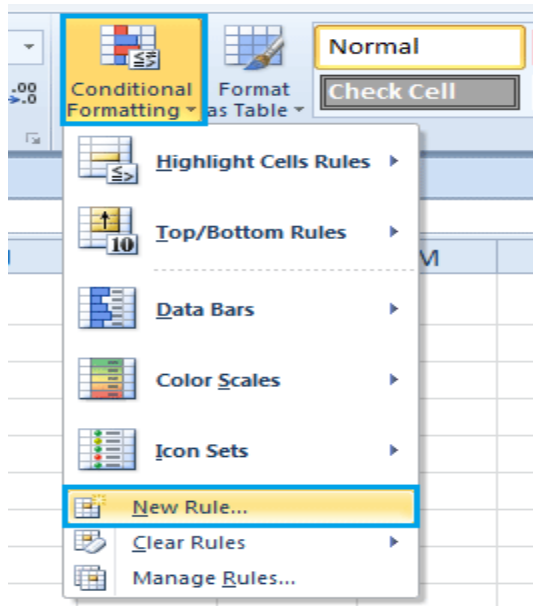 Normal
Conditional Formatting
Format as Table
.00
.0
Check Cell
≤
>
Highlight Cells Rules
≤>
Top/Bottom Rules
10
M
Data Bars
Color Scales
Icon Sets
New Rule...
Clear Rules
Manage Rules...